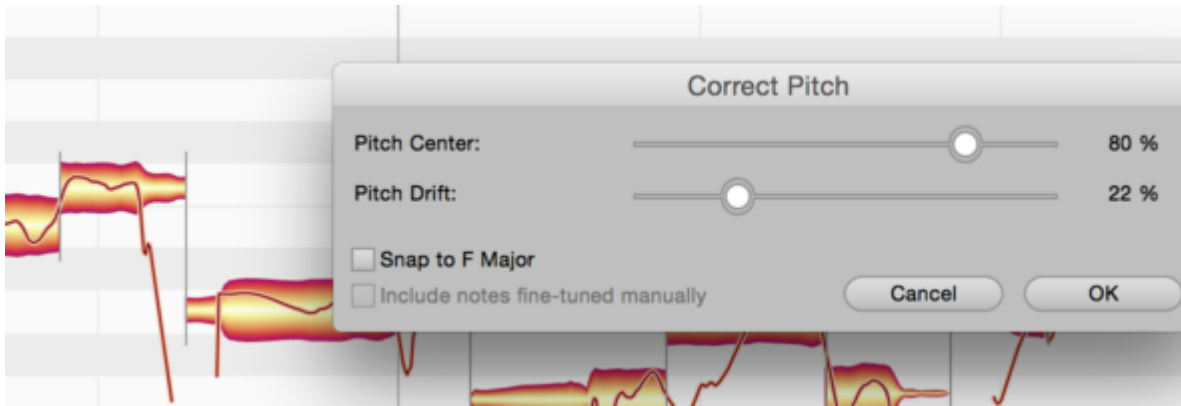 Correct Pitch
Pitch Center: 80 %
Pitch Drift: 22 %
Snap to F Major
Include notes fine-tuned manually
Cancel OK